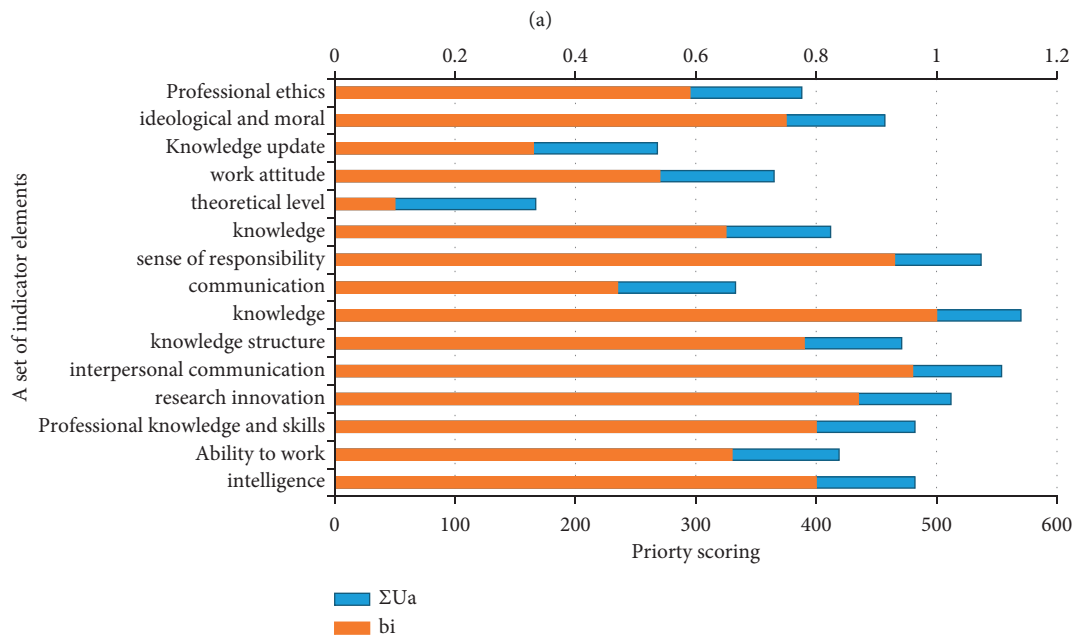 (a)
0 0.2 0.4 0.6 0.8 1 1.2
A set of indicator elements
Professional ethics
ideological and moral
Knowledge update
work attitude
theoretical level
knowledge
sense of responsibility
communication
knowledge
knowledge structure
interpersonal communication
research innovation
Professional knowledge and skills
Ability to work
intelligence
0 100 200 300 400 500 600
Priorty scoring
ΣUa
bi